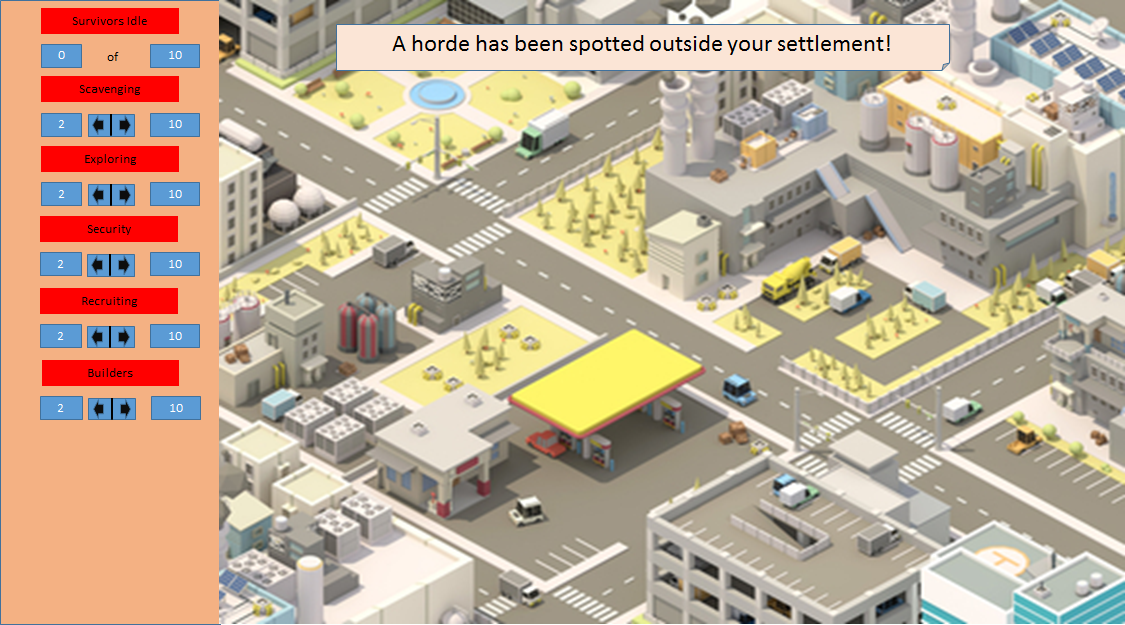 Survivors Idle
0 of 10
Scavenging
2 10
Exploring
2 10
Security
2 10
Recruiting
2 10
Builders
2 10
A horde has been spotted outside your settlement!